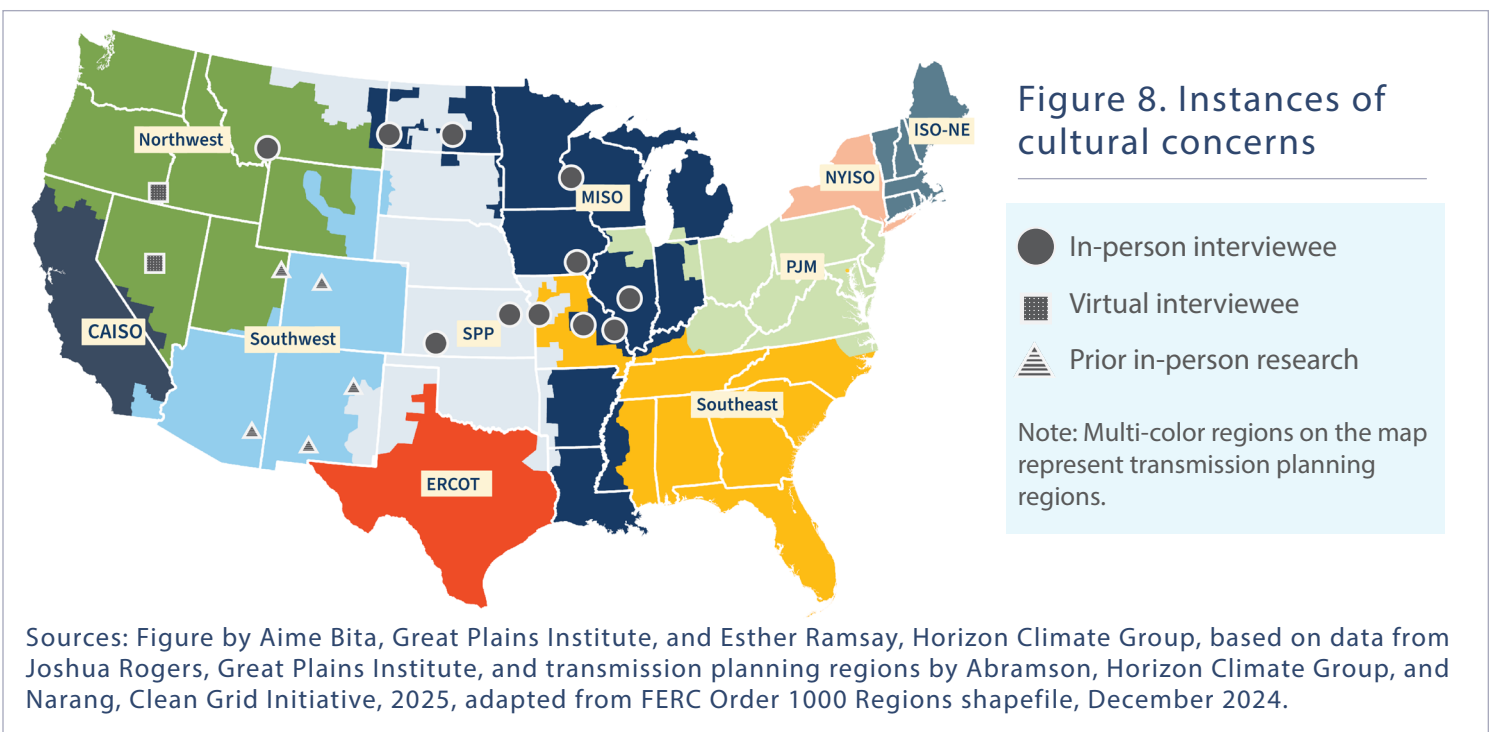 Figure 8. Instances of
cultural concerns
Northwest
MISO
ISO-NE
NYISO
PJM
CAISO
Southwest
SPP
Southeast
ERCOT
In-person interviewee
Virtual interviewee
Prior in-person research
Note: Multi-color regions on the map
represent transmission planning
regions.
Sources: Figure by Aime Bita, Great Plains Institute, and Esther Ramsay, Horizon Climate Group, based on data from
Joshua Rogers, Great Plains Institute, and transmission planning regions by Abramson, Horizon Climate Group, and
Narang, Clean Grid Initiative, 2025, adapted from FERC Order 1000 Regions shapefile, December 2024.